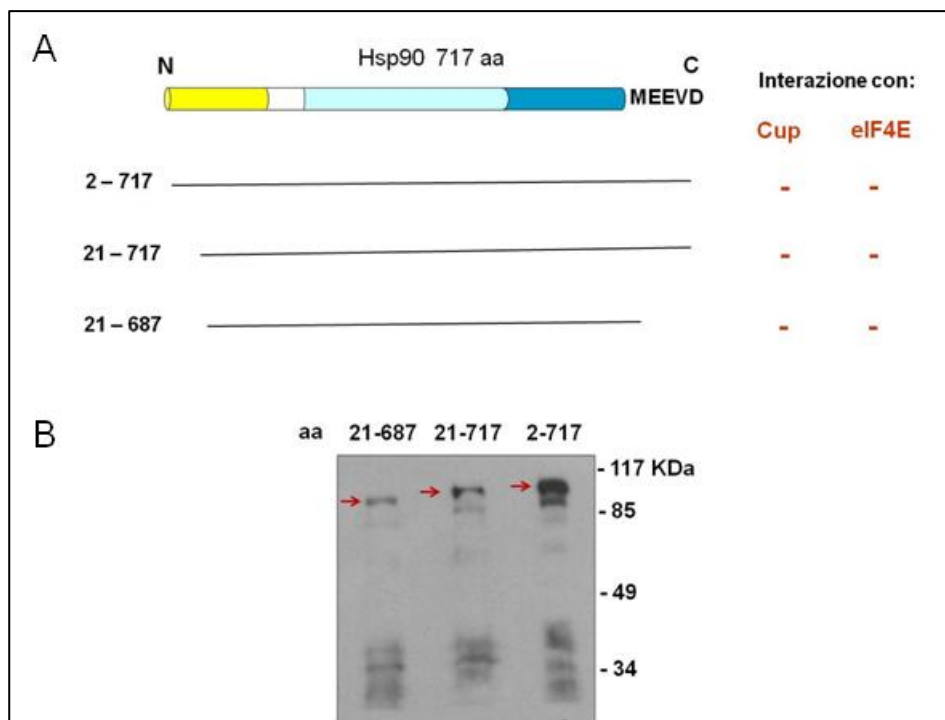 A
Hsp90 717 aa
N C
MEEVD
Interazione con:
Cup eIF4E
2 – 717 - -
21 – 717 - -
21 – 687 - -
B
aa 21-687 21-717 2-717
- 117 KDa
- 85
- 49
- 34